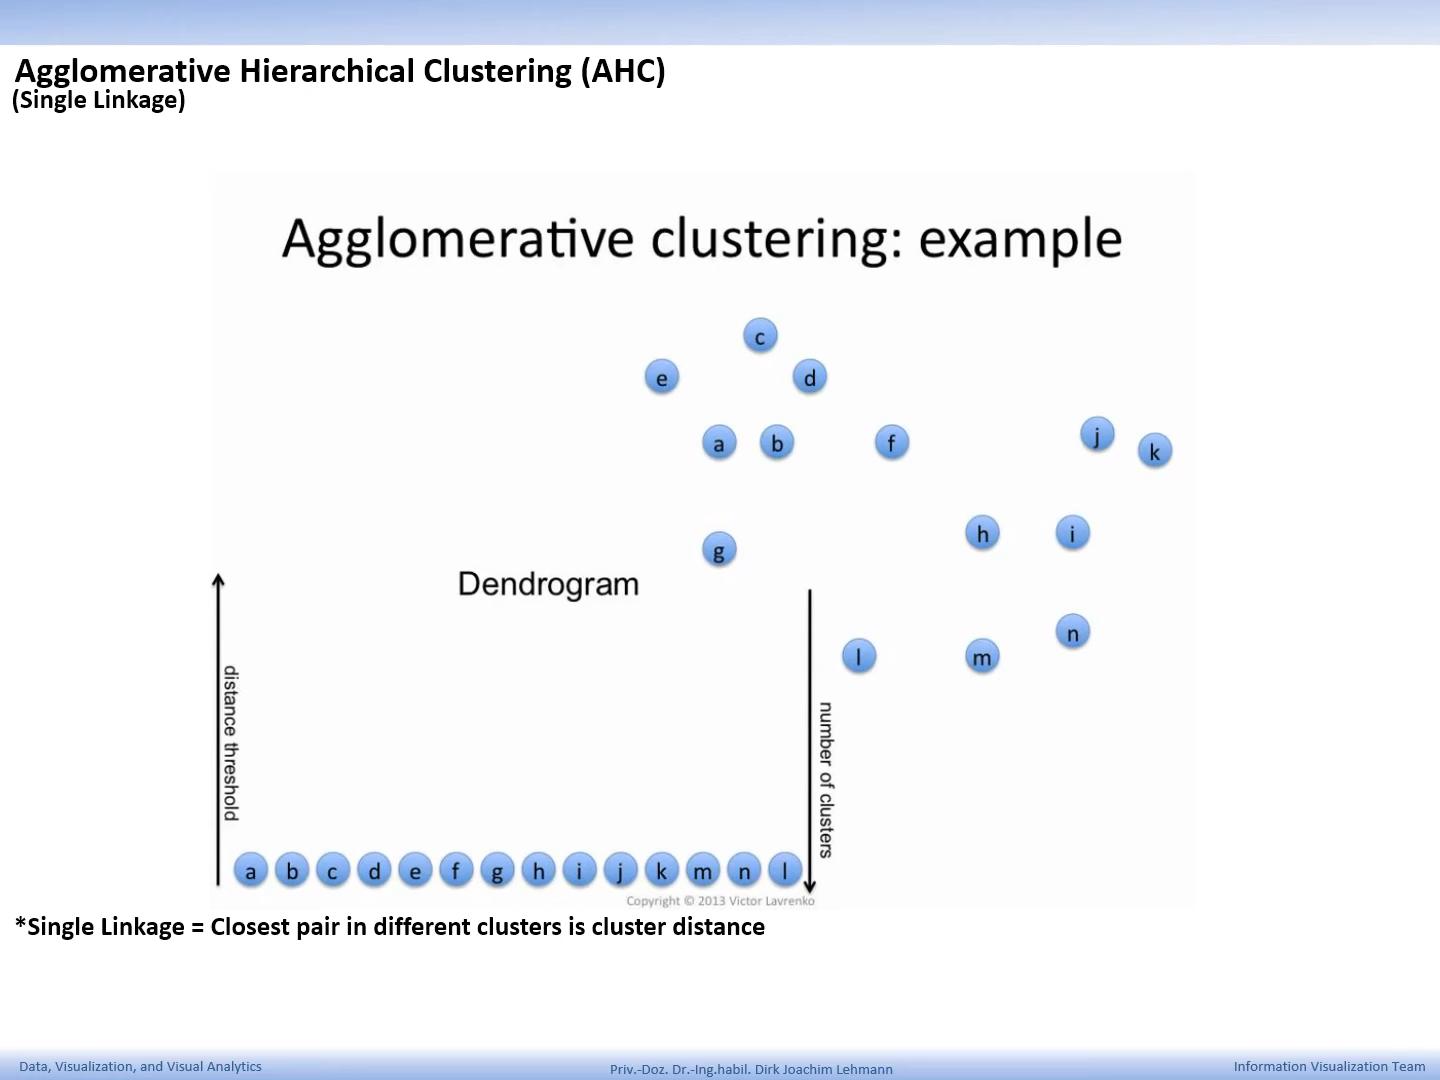 Agglomerative Hierarchical Clustering (AHC)
(Single Linkage)
Agglomerative clustering: example
c
e
d
a
b
f
j
k
h
i
g
Dendrogram
n
l
m
distance threshold
number of clusters
a b c d e f g h i j k m n l
Copyright © 2013 Victor Lavrenko
*Single Linkage = Closest pair in different clusters is cluster distance
Data, Visualization, and Visual Analytics
Priv.-Doz. Dr.-Ing.habil. Dirk Joachim Lehmann
Information Visualization Team